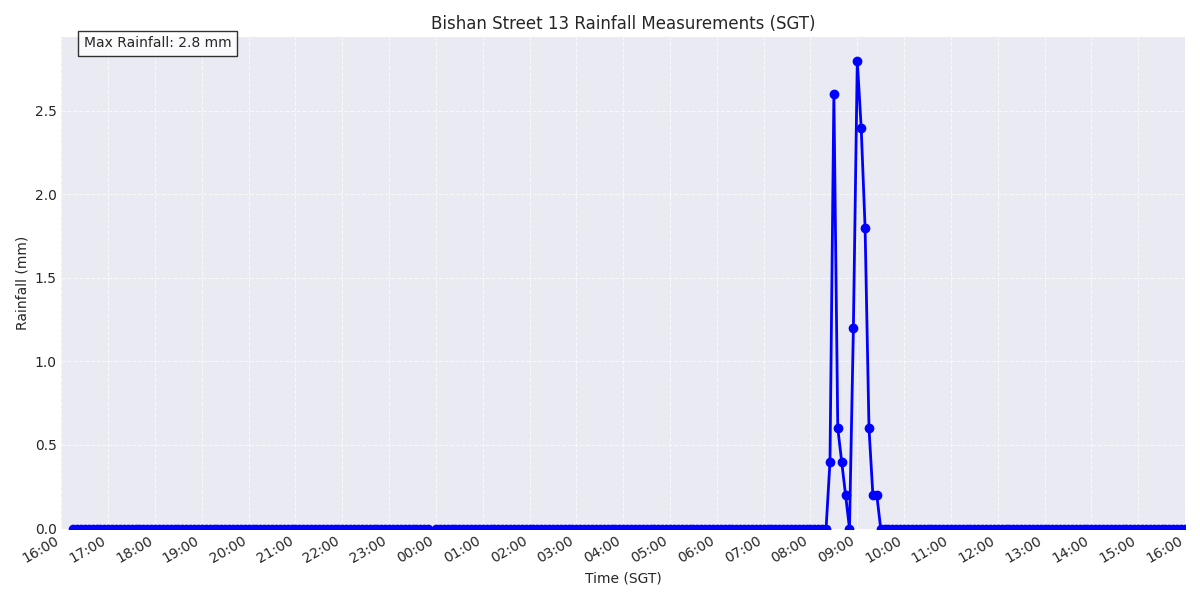 Bishan Street 13 Rainfall Measurements (SGT)
Max Rainfall: 2.8 mm
Rainfall (mm)
2.5
2.0
1.5
1.0
0.5
0.0
16:00 17:00 18:00 19:00 20:00 21:00 22:00 23:00 00:00 01:00 02:00 03:00 04:00 05:00 06:00 07:00 08:00 09:00 10:00 11:00 12:00 13:00 14:00 15:00 16:00
Time (SGT)